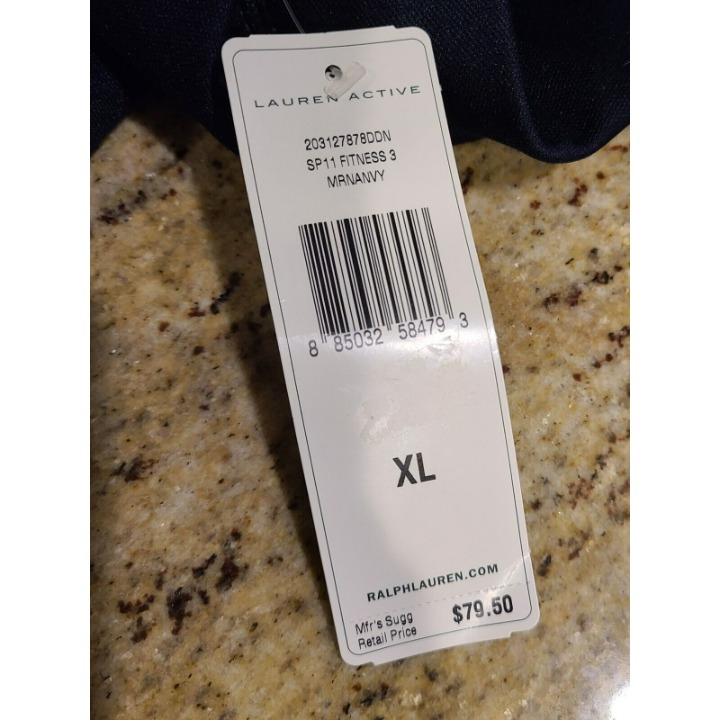 LAUREN ACTIVE
203127878DDN
SP11 FITNESS 3
MRNANVY
8 85032 58479 3
XL
RALPHLAUREN.COM
Mfr's Sugg
Retail Price
$79.50